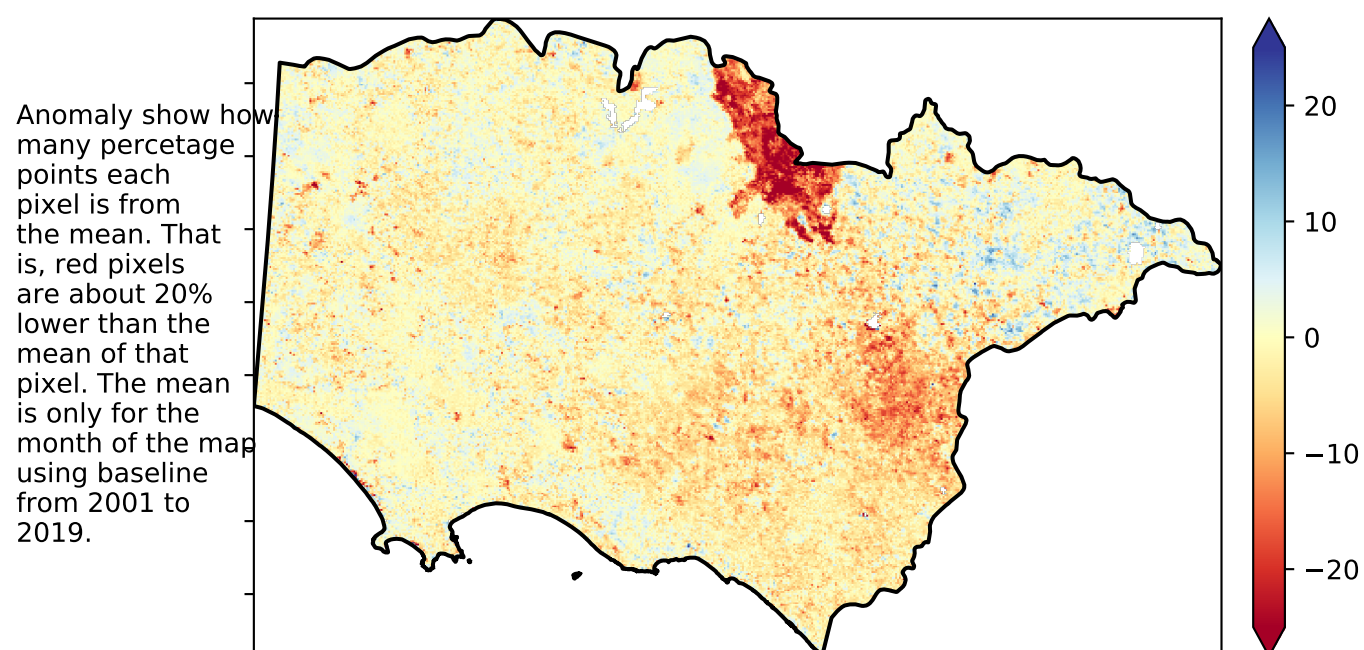 Anomaly show how
many percetage
points each
pixel is from
the mean. That
is, red pixels
are about 20%
lower than the
mean of that
pixel. The mean
is only for the
month of the map
using baseline
from 2001 to
2019.
20
10
0
−10
−20